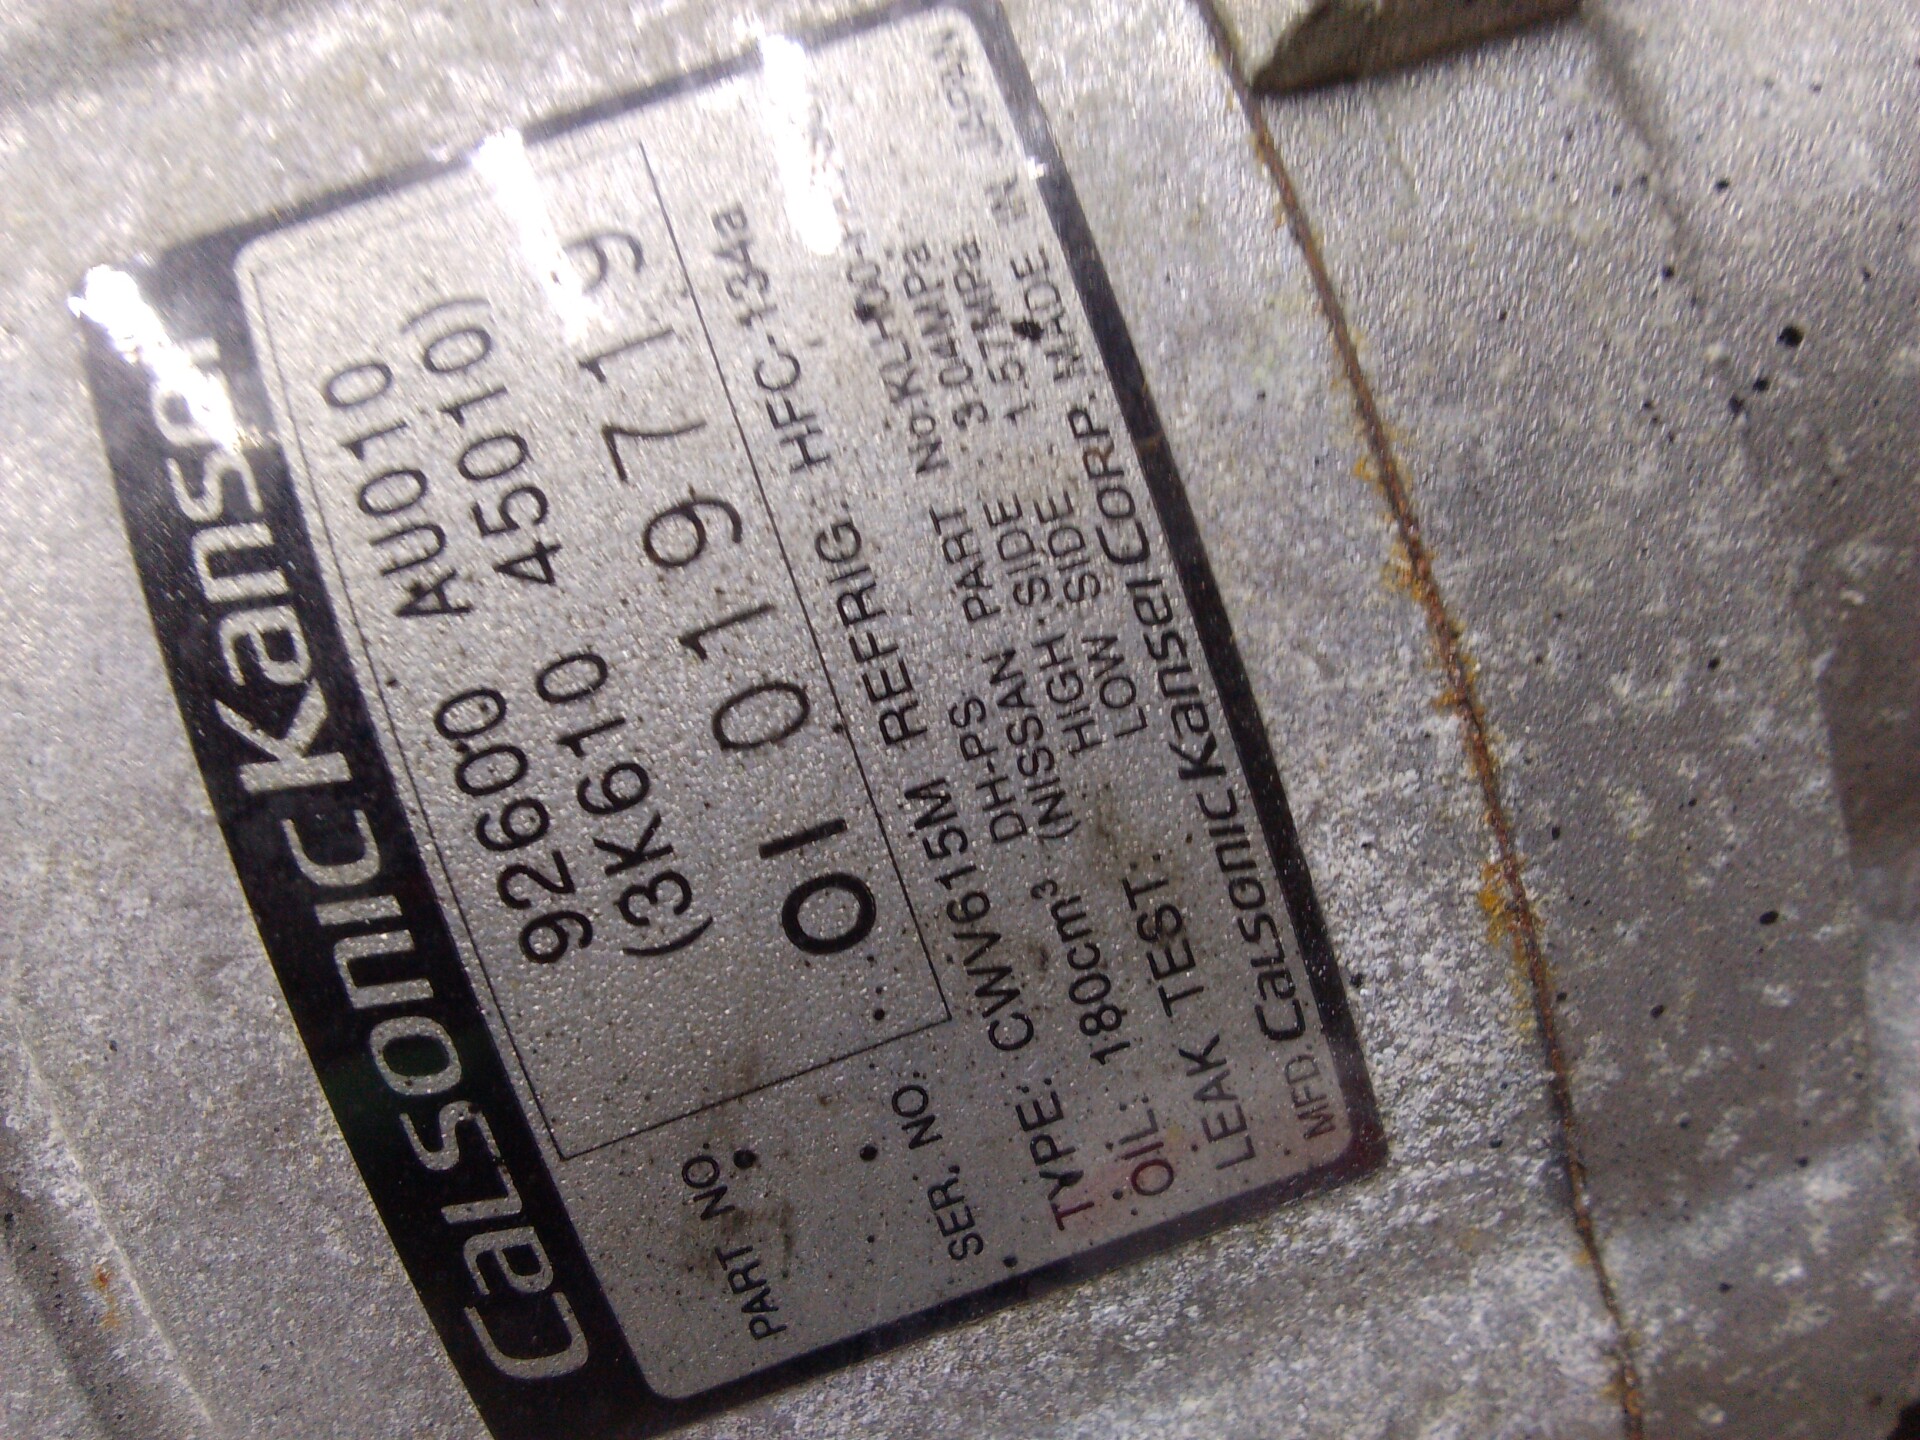 CalsonicKansei
PART NO. 92600 AU010
(3K610 45010)
SER. NO. 01 0197 19
TYPE: CWV615M REFRIG.: HFC-134a
OIL: 180cm³ DH-PS
(NISSAN PART No.KLH00-
LEAK TEST: HIGH SIDE : 3.04MPa
LOW SIDE : 1.57MPa
MFD. CalsonicKansei CORP. MADE IN JAPAN